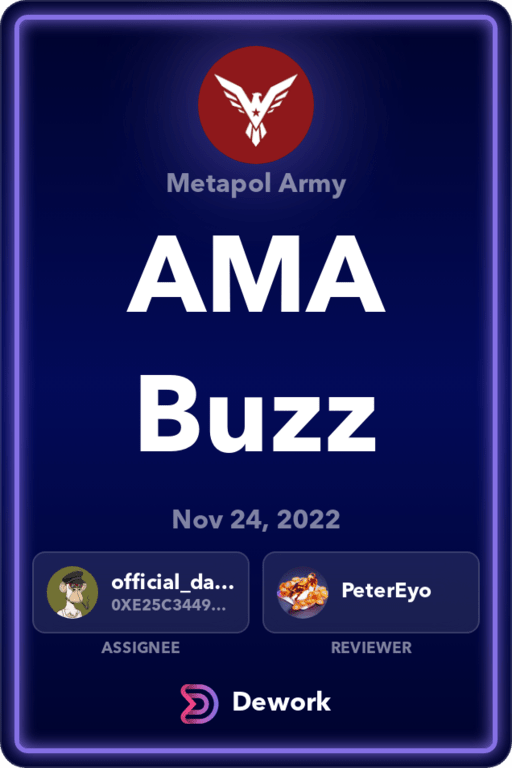 Metapol Army
AMA
Buzz
Nov 24, 2022
official_da...
0XE25C3449...
PeterEyo
ASSIGNEE
REVIEWER
Dework